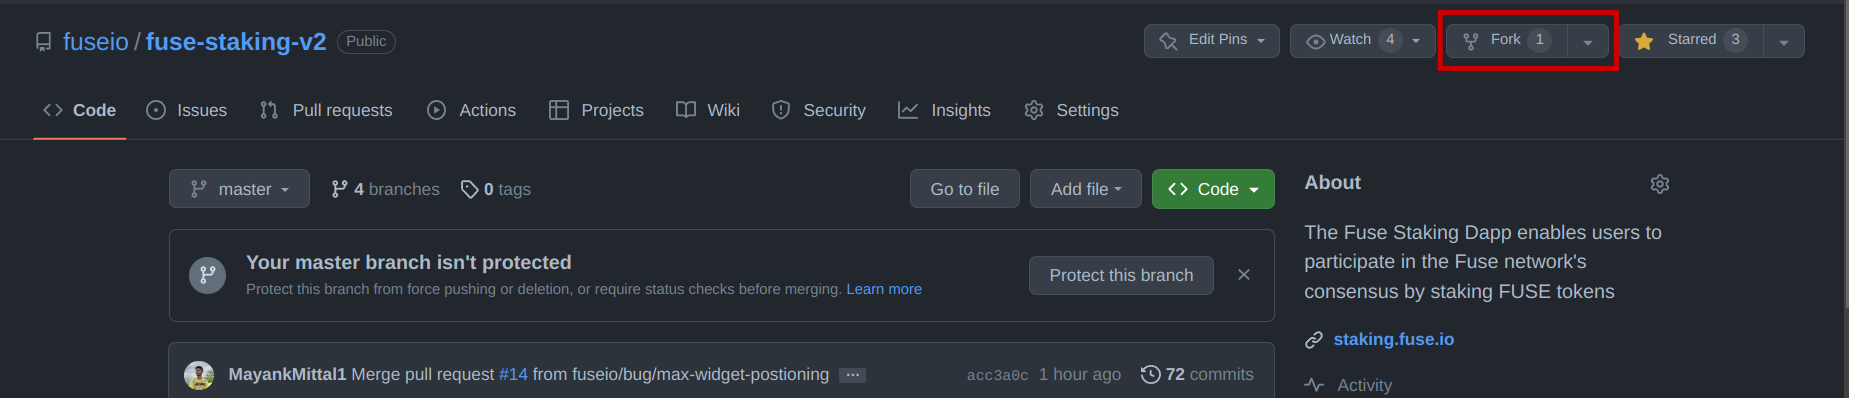 fuseio / fuse-staking-v2 Public Edit Pins Watch 4 Fork 1 Starred 3
Code Issues Pull requests Actions Projects Wiki Security Insights Settings
master 4 branches 0 tags Go to file Add file Code
Your master branch isn't protected
Protect this branch from force pushing or deletion, or require status checks before merging. Learn more
Protect this branch
MayankMittal1 Merge pull request #14 from fuseio/bug/max-widget-postioning ... acc3a0c 1 hour ago 72 commits
About
The Fuse Staking Dapp enables users to
participate in the Fuse network's
consensus by staking FUSE tokens
staking.fuse.io
Activity